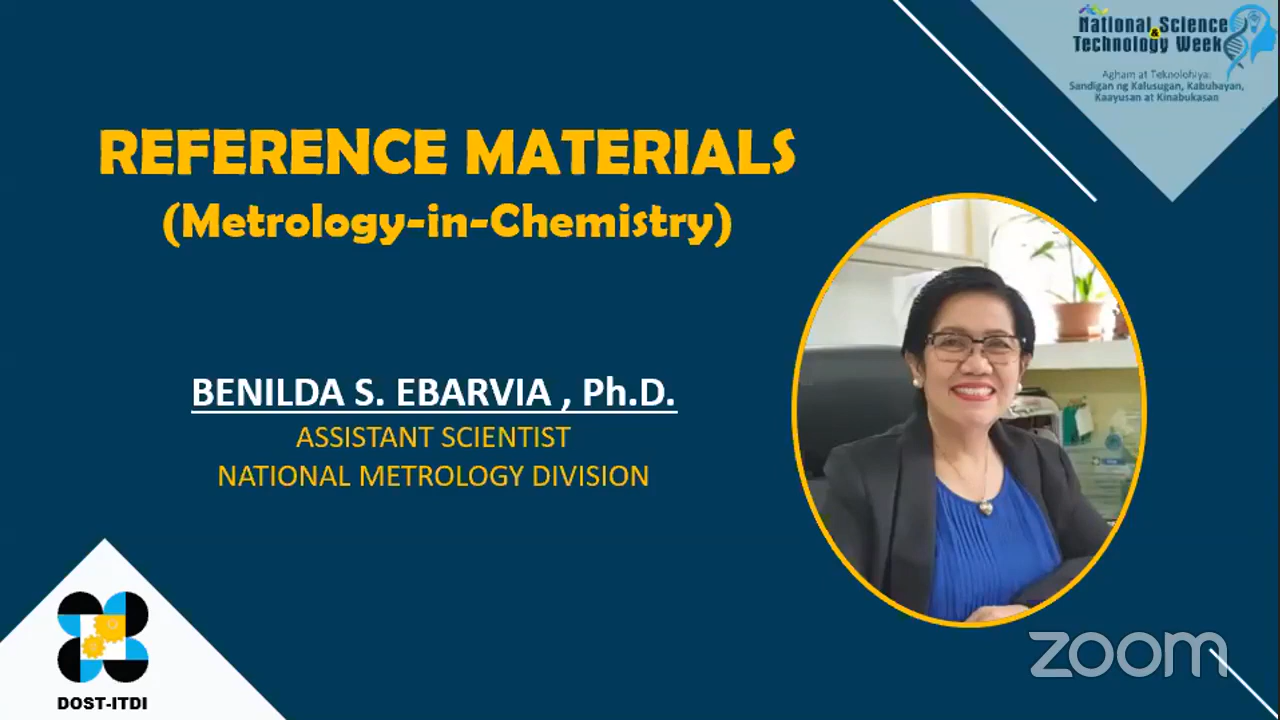 National Science
&
Technology Week
Agham at Teknolohiya:
Sandigan ng Kalusugan, Kabuhayan,
Kaayusan at Kinabukasan
REFERENCE MATERIALS
(Metrology-in-Chemistry)
BENILDA S. EBARVIA , Ph.D.
ASSISTANT SCIENTIST
NATIONAL METROLOGY DIVISION
DOST-ITDI
zoom